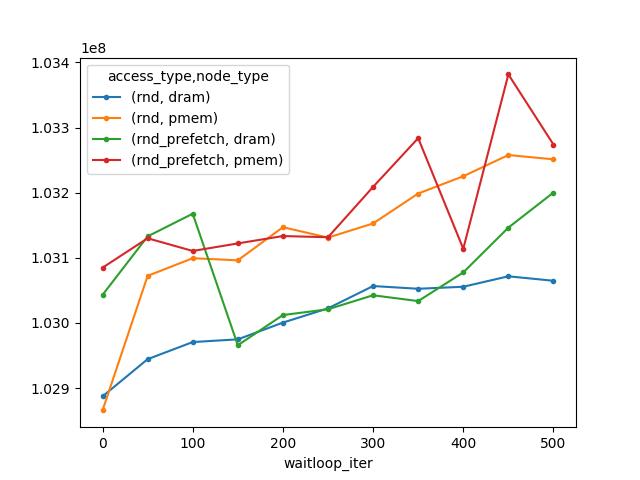 1e8
1.034
1.033
1.032
1.031
1.030
1.029
access_type,node_type
(rnd, dram)
(rnd, pmem)
(rnd_prefetch, dram)
(rnd_prefetch, pmem)
0 100 200 300 400 500
waitloop_iter